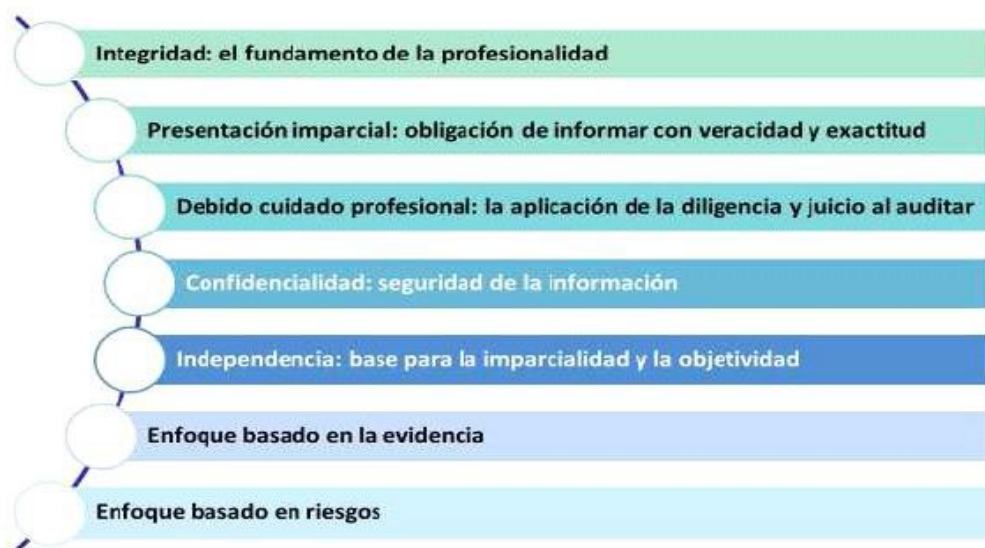 Integridad: el fundamento de la profesionalidad
Presentación imparcial: obligación de informar con veracidad y exactitud
Debido cuidado profesional: la aplicación de la diligencia y juicio al auditar
Confidencialidad: seguridad de la información
Independencia: base para la imparcialidad y la objetividad
Enfoque basado en la evidencia
Enfoque basado en riesgos